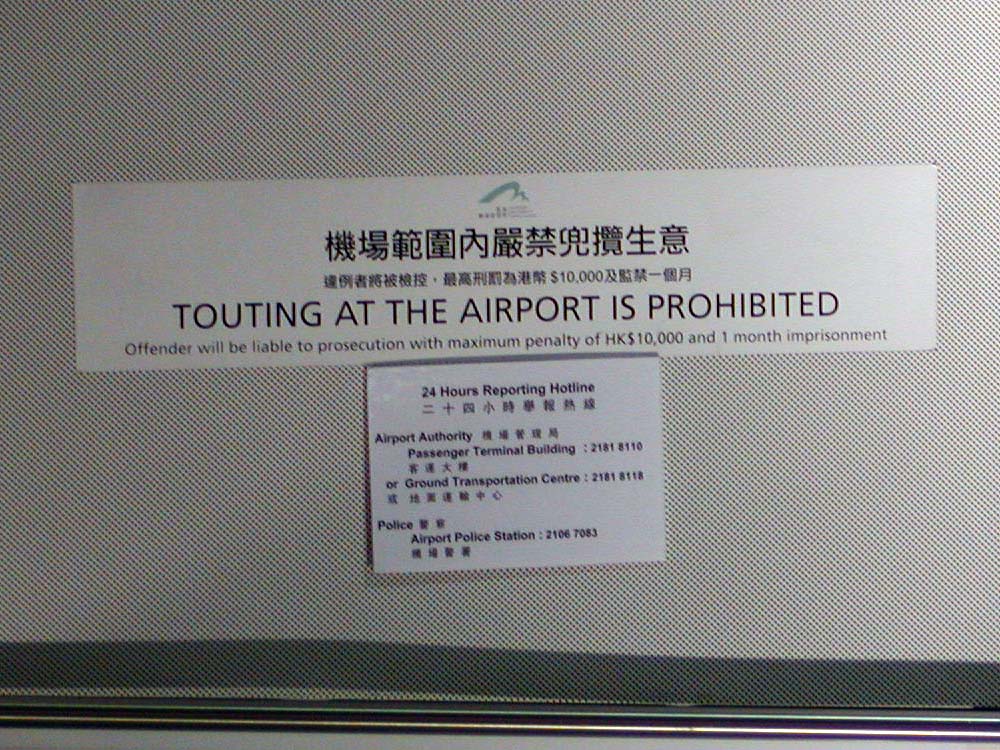 機場範圍內嚴禁兜攬生意
違例者將被檢控，最高刑罰為港幣 $10,000及監禁一個月
TOUTING AT THE AIRPORT IS PROHIBITED
Offender will be liable to prosecution with maximum penalty of HK$10,000 and 1 month imprisonment
24 Hours Reporting Hotline
二十四小時舉報熱線
Airport Authority 機場管理局
Passenger Terminal Building : 2181 8110
客運大樓
or Ground Transportation Centre : 2181 8118
或 地面運輸中心
Police 警察
Airport Police Station : 2106 7083
機場警署